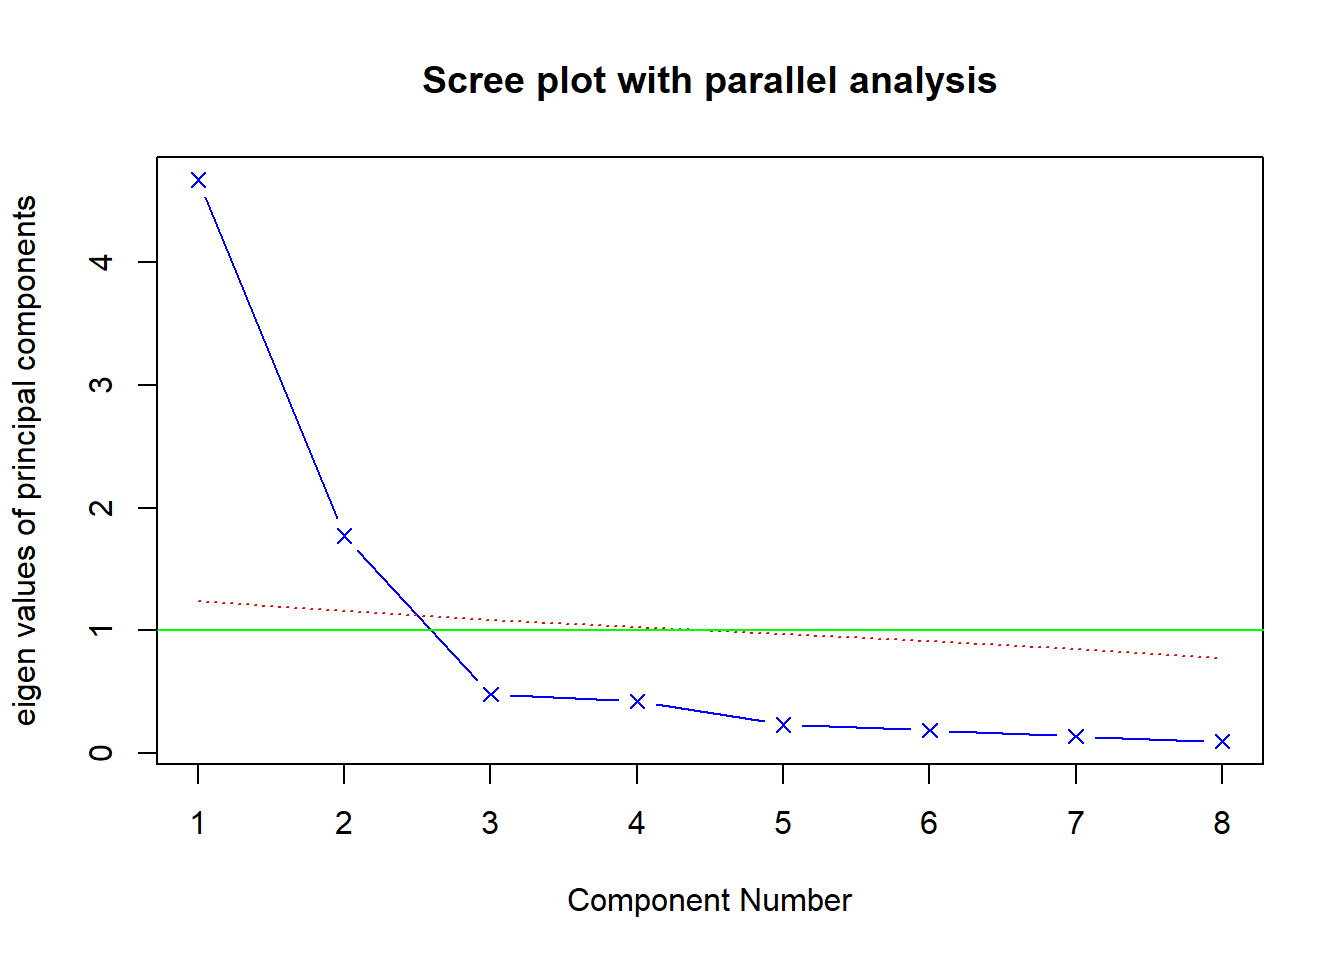 Scree plot with parallel analysis
eigen values of principal components
4
3
2
1
0
1 2 3 4 5 6 7 8
Component Number